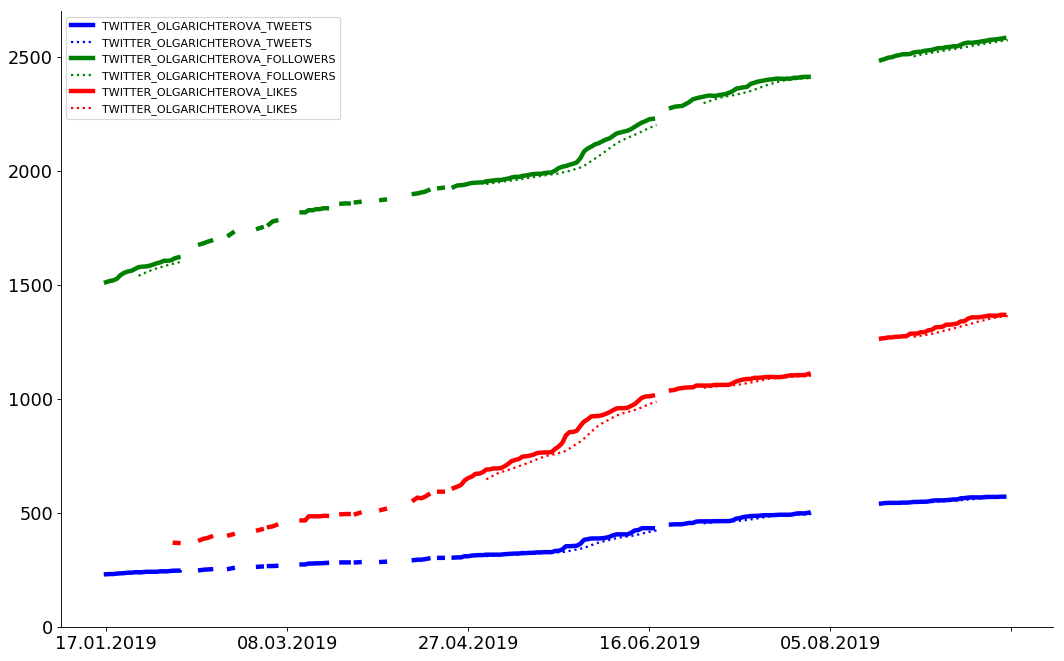 TWITTER_OLGARICHTEROVA_TWEETS
TWITTER_OLGARICHTEROVA_TWEETS
TWITTER_OLGARICHTEROVA_FOLLOWERS
TWITTER_OLGARICHTEROVA_FOLLOWERS
TWITTER_OLGARICHTEROVA_LIKES
TWITTER_OLGARICHTEROVA_LIKES
2500
2000
1500
1000
500
0
17.01.2019 08.03.2019 27.04.2019 16.06.2019 05.08.2019